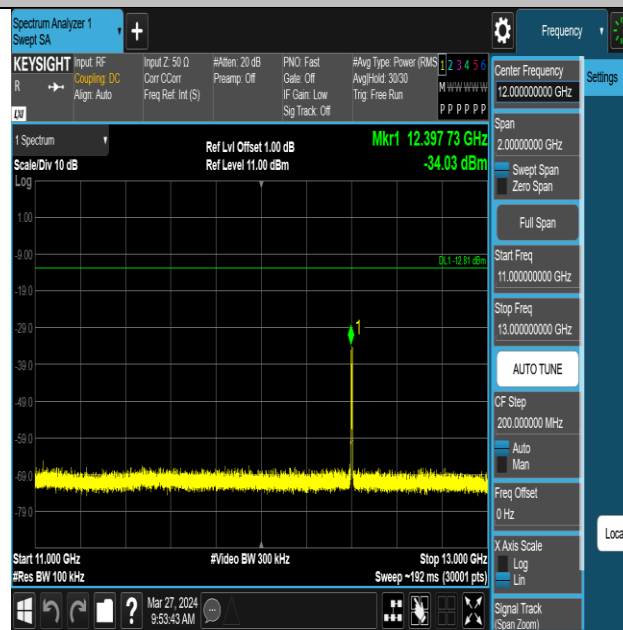 Spectrum Analyzer 1
Swept SA
+
Frequency
KEYSIGHT
R
LXI
Input: RF
Coupling: DC
Align: Auto
Input Z: 50 Ω
Corr CCorr
Freq Ref: Int (S)
#Atten: 20 dB
Preamp: Off
PNO: Fast
Gate: Off
IF Gain: Low
Sig Track: Off
#Avg Type: Power (RMS
Avg|Hold: 30/30
Trig: Free Run
1 2 3 4 5 6
M W W W W W
P P P P P P
1 Spectrum
Scale/Div 10 dB
Log
Ref Lvl Offset 1.00 dB
Ref Level 11.00 dBm
Mkr1 12.397 73 GHz
-34.03 dBm
1.00
-9.00
DL1 -12.81 dBm
-19.0
-29.0
1
-39.0
-49.0
-59.0
-69.0
-79.0
Start 11.000 GHz
#Res BW 100 kHz
#Video BW 300 kHz
Stop 13.000 GHz
Sweep ~192 ms (30001 pts)
Center Frequency
12.000000000 GHz
Settings
Span
2.00000000 GHz
Swept Span
Zero Span
Full Span
Start Freq
11.000000000 GHz
Stop Freq
13.000000000 GHz
AUTO TUNE
CF Step
200.000000 MHz
Auto
Man
Freq Offset
0 Hz
X Axis Scale
Log
Lin
Loca
Signal Track
(Span Zoom)
?
Mar 27, 2024
9:53:43 AM